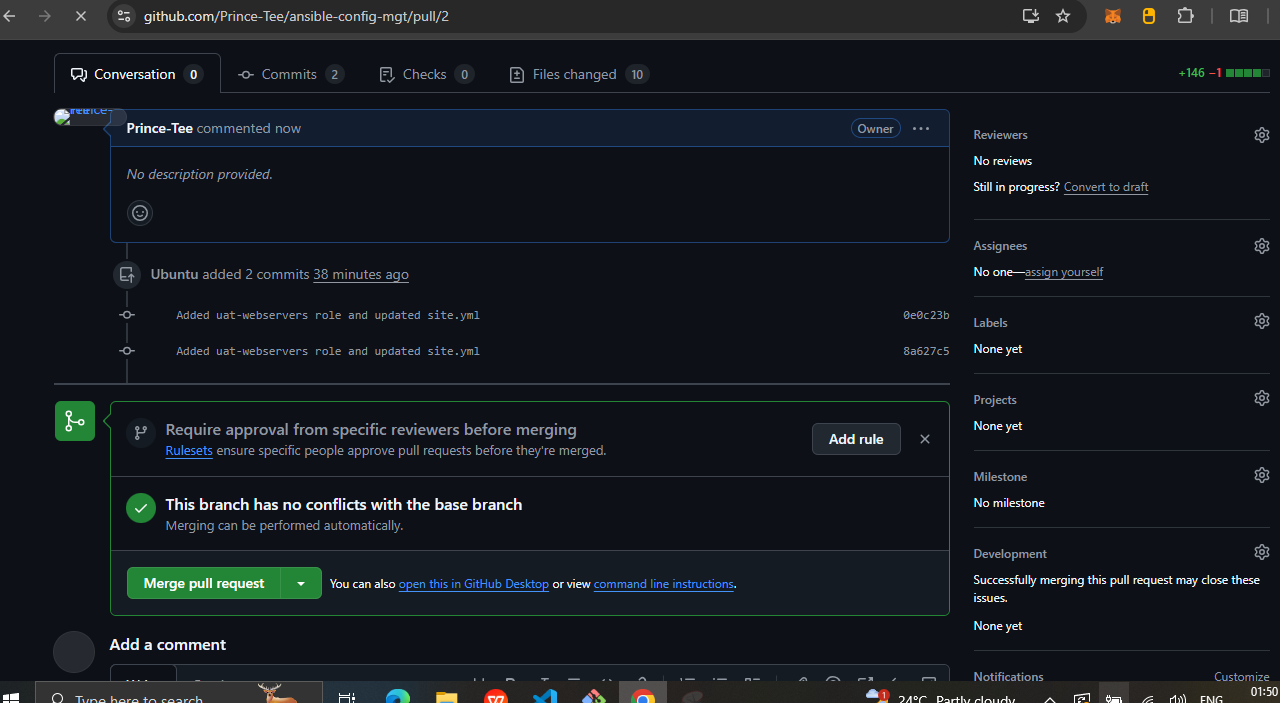 github.com/Prince-Tee/ansible-config-mgt/pull/2
Conversation 0
Commits 2
Checks 0
Files changed 10
+146 −1
Prince-Tee commented now
Owner
No description provided.
Ubuntu added 2 commits 38 minutes ago
Added uat-webservers role and updated site.yml 0e0c23b
Added uat-webservers role and updated site.yml 8a627c5
Require approval from specific reviewers before merging
Rulesets ensure specific people approve pull requests before they're merged.
Add rule
This branch has no conflicts with the base branch
Merging can be performed automatically.
Merge pull request
You can also open this in GitHub Desktop or view command line instructions.
Add a comment
Reviewers
No reviews
Still in progress? Convert to draft
Assignees
No one—assign yourself
Labels
None yet
Projects
None yet
Milestone
No milestone
Development
Successfully merging this pull request may close these
issues.
None yet
Notifications
Customize
Type here to search
1
24°C Partly cloudy
ENG
01:50